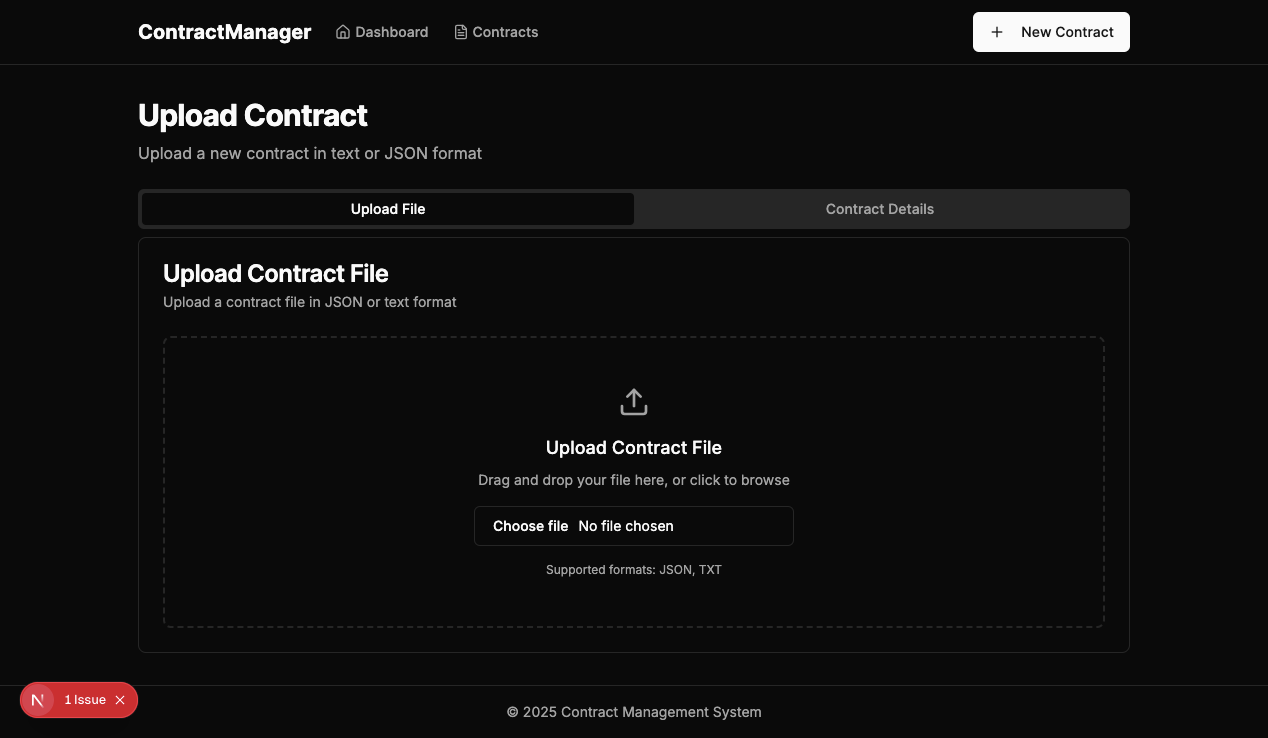 ContractManager Dashboard Contracts New Contract
Upload Contract
Upload a new contract in text or JSON format
Upload File Contract Details
Upload Contract File
Upload a contract file in JSON or text format
Upload Contract File
Drag and drop your file here, or click to browse
Choose file No file chosen
Supported formats: JSON, TXT
N 1 Issue
© 2025 Contract Management System